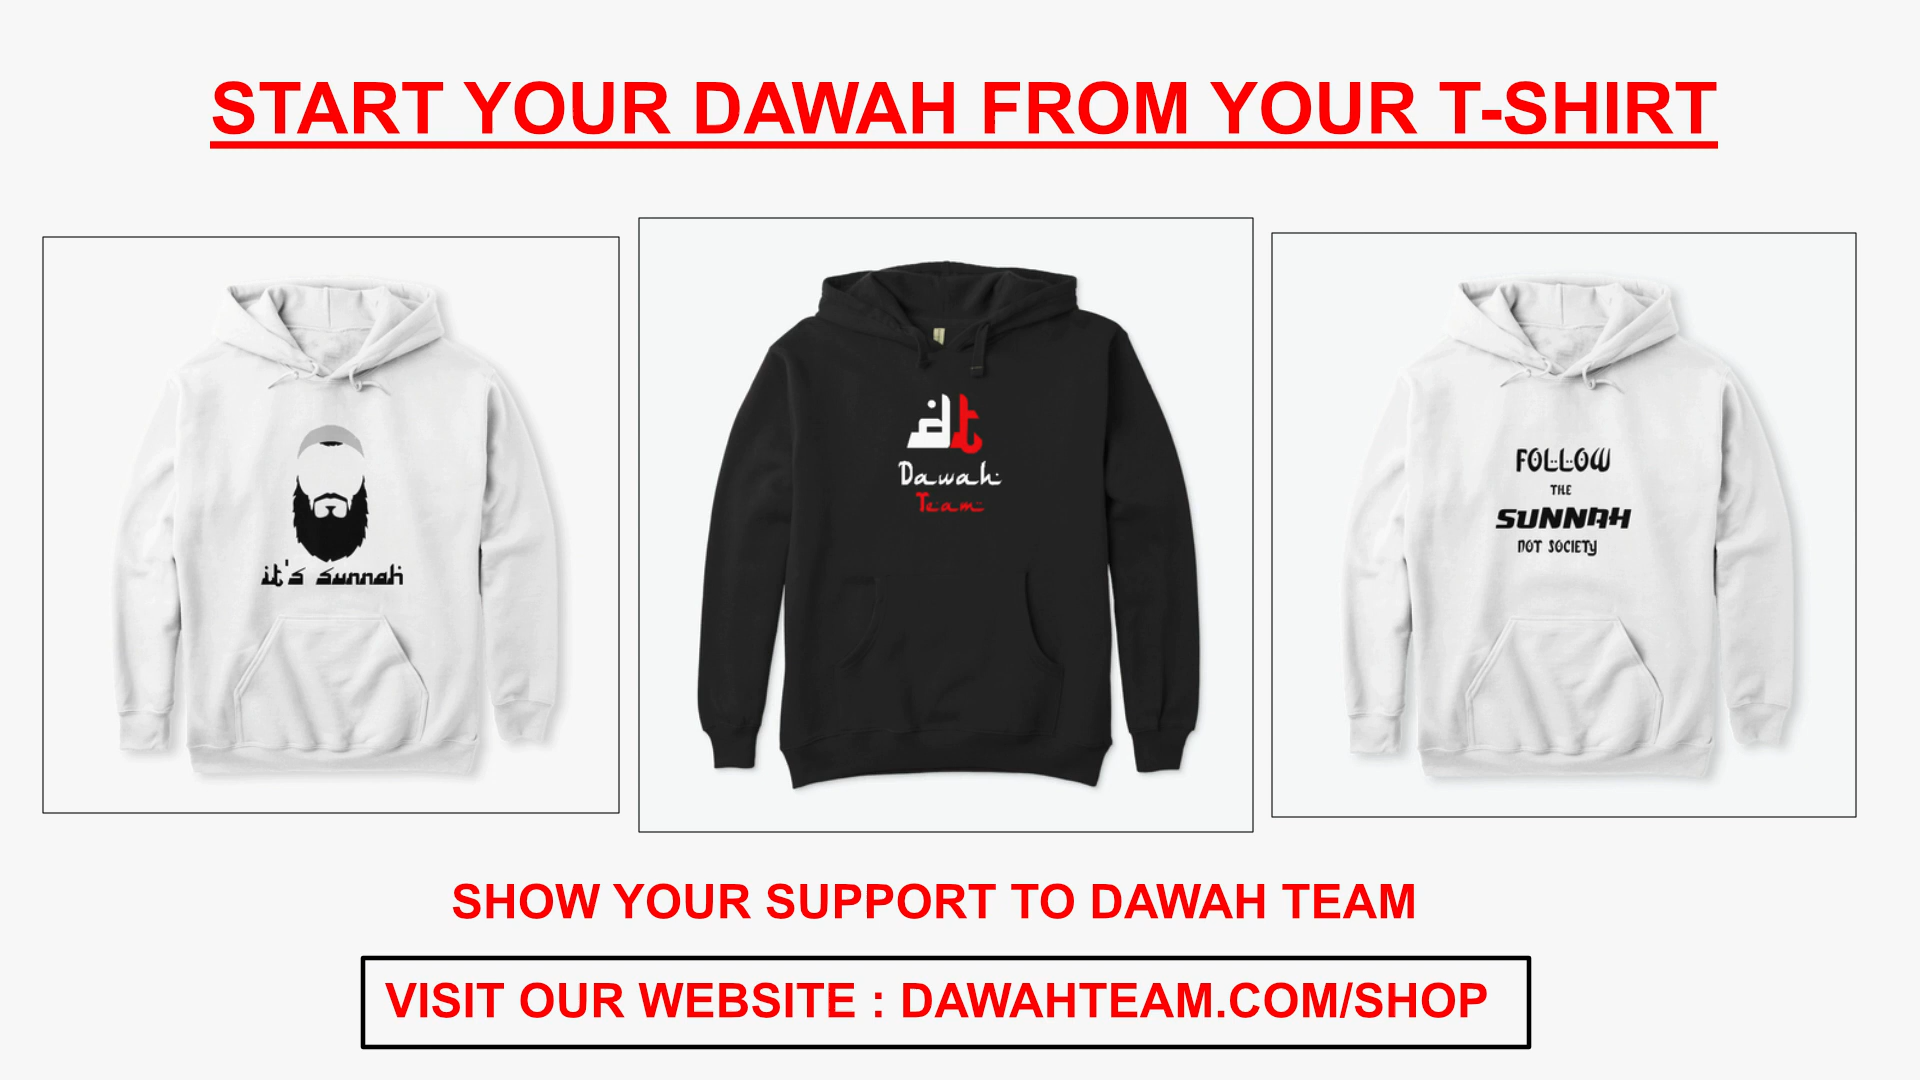 START YOUR DAWAH FROM YOUR T-SHIRT
it's sunnah
dt
Dawah
Team
FOLLOW
THE
SUNNAH
NOT SOCIETY
SHOW YOUR SUPPORT TO DAWAH TEAM
VISIT OUR WEBSITE : DAWAHTEAM.COM/SHOP